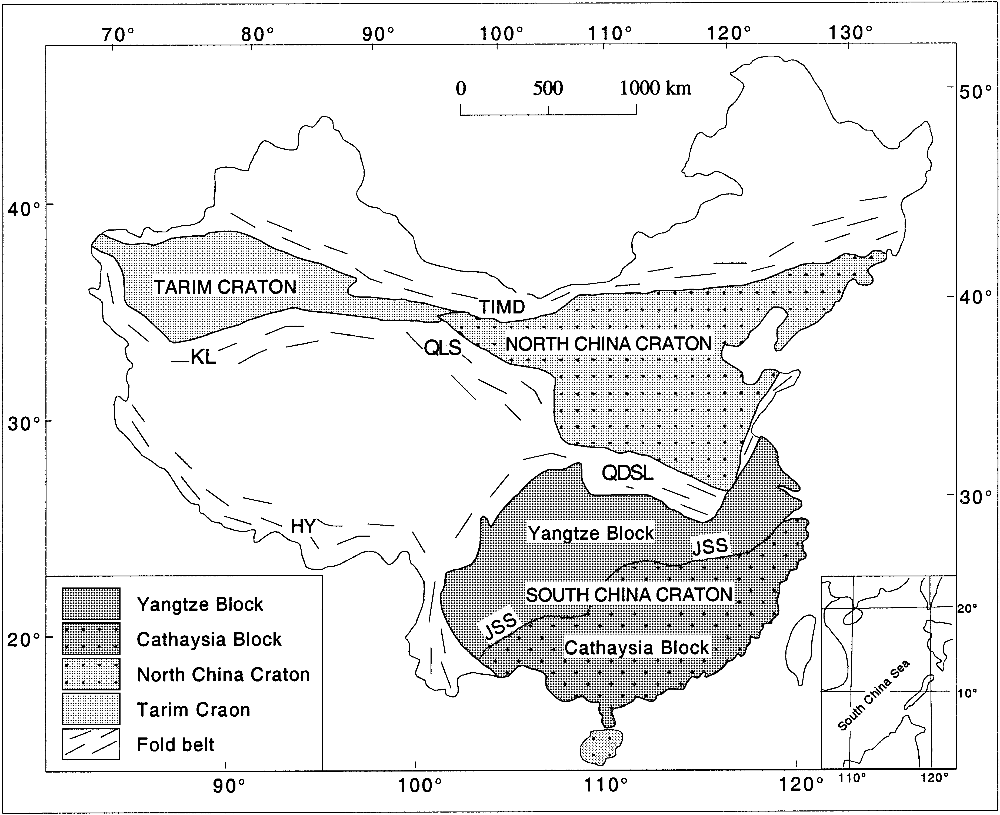 70° 80° 90° 100° 110° 120° 130°
0 500 1000 km
50°
40°
40°
TARIM CRATON
TIMD
NORTH CHINA CRATON
QLS
KL
30°
QDSL
30°
HY
Yangtze Block
JSS
SOUTH CHINA CRATON
JSS
Cathaysia Block
20°
Yangtze Block
Cathaysia Block
North China Craton
Tarim Craon
Fold belt
20°
10°
South China Sea
110° 120°
90° 100° 110° 120°